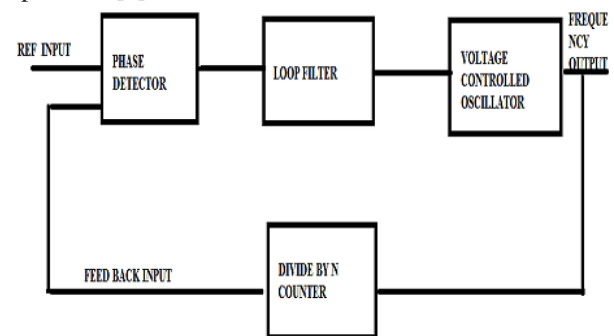 FREQUE
NCY
OUTPUT
REF INPUT
PHASE
DETECTOR
LOOP FILTER
VOLTAGE
CONTROLLED
OSCILLATOR
FEED BACK INPUT
DIVIDE BY N
COUNTER